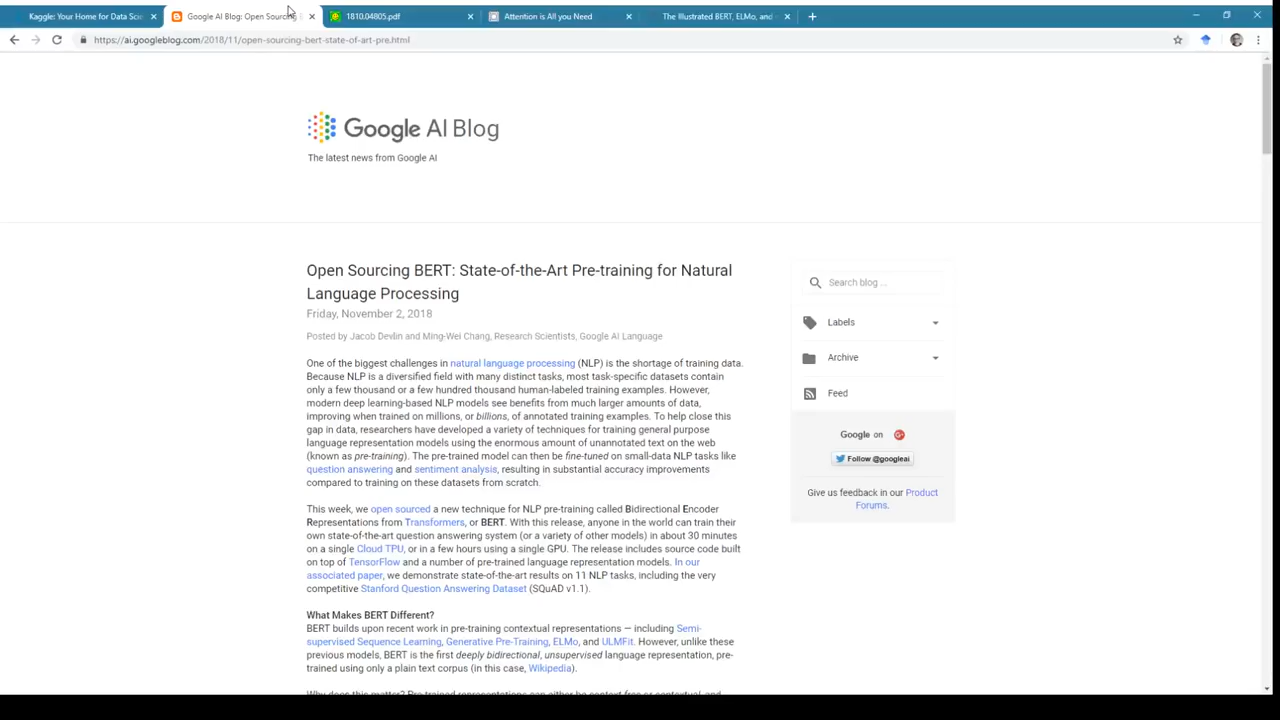 Kaggle: Your Home for Data Scie
Google AI Blog: Open Sourcing B
1810.04805.pdf
Attention is All you Need
The Illustrated BERT, ELMo, and
https://ai.googleblog.com/2018/11/open-sourcing-bert-state-of-art-pre.html
Google AI Blog
The latest news from Google AI
Open Sourcing BERT: State-of-the-Art Pre-training for Natural
Language Processing
Friday, November 2, 2018
Posted by Jacob Devlin and Ming-Wei Chang, Research Scientists, Google AI Language
One of the biggest challenges in natural language processing (NLP) is the shortage of training data.
Because NLP is a diversified field with many distinct tasks, most task-specific datasets contain
only a few thousand or a few hundred thousand human-labeled training examples. However,
modern deep learning-based NLP models see benefits from much larger amounts of data,
improving when trained on millions, or billions, of annotated training examples. To help close this
gap in data, researchers have developed a variety of techniques for training general purpose
language representation models using the enormous amount of unannotated text on the web
(known as pre-training). The pre-trained model can then be fine-tuned on small-data NLP tasks like
question answering and sentiment analysis, resulting in substantial accuracy improvements
compared to training on these datasets from scratch.
This week, we open sourced a new technique for NLP pre-training called Bidirectional Encoder
Representations from Transformers, or BERT. With this release, anyone in the world can train their
own state-of-the-art question answering system (or a variety of other models) in about 30 minutes
on a single Cloud TPU, or in a few hours using a single GPU. The release includes source code built
on top of TensorFlow and a number of pre-trained language representation models. In our
associated paper, we demonstrate state-of-the-art results on 11 NLP tasks, including the very
competitive Stanford Question Answering Dataset (SQuAD v1.1).
What Makes BERT Different?
BERT builds upon recent work in pre-training contextual representations — including Semi-
supervised Sequence Learning, Generative Pre-Training, ELMo, and ULMFit. However, unlike these
previous models, BERT is the first deeply bidirectional, unsupervised language representation, pre-
trained using only a plain text corpus (in this case, Wikipedia).
Why does this matter? Pre-trained representations can either be context-free or contextual, and
Search blog ...
Labels
Archive
Feed
Google on
Follow @googleai
Give us feedback in our Product
Forums.